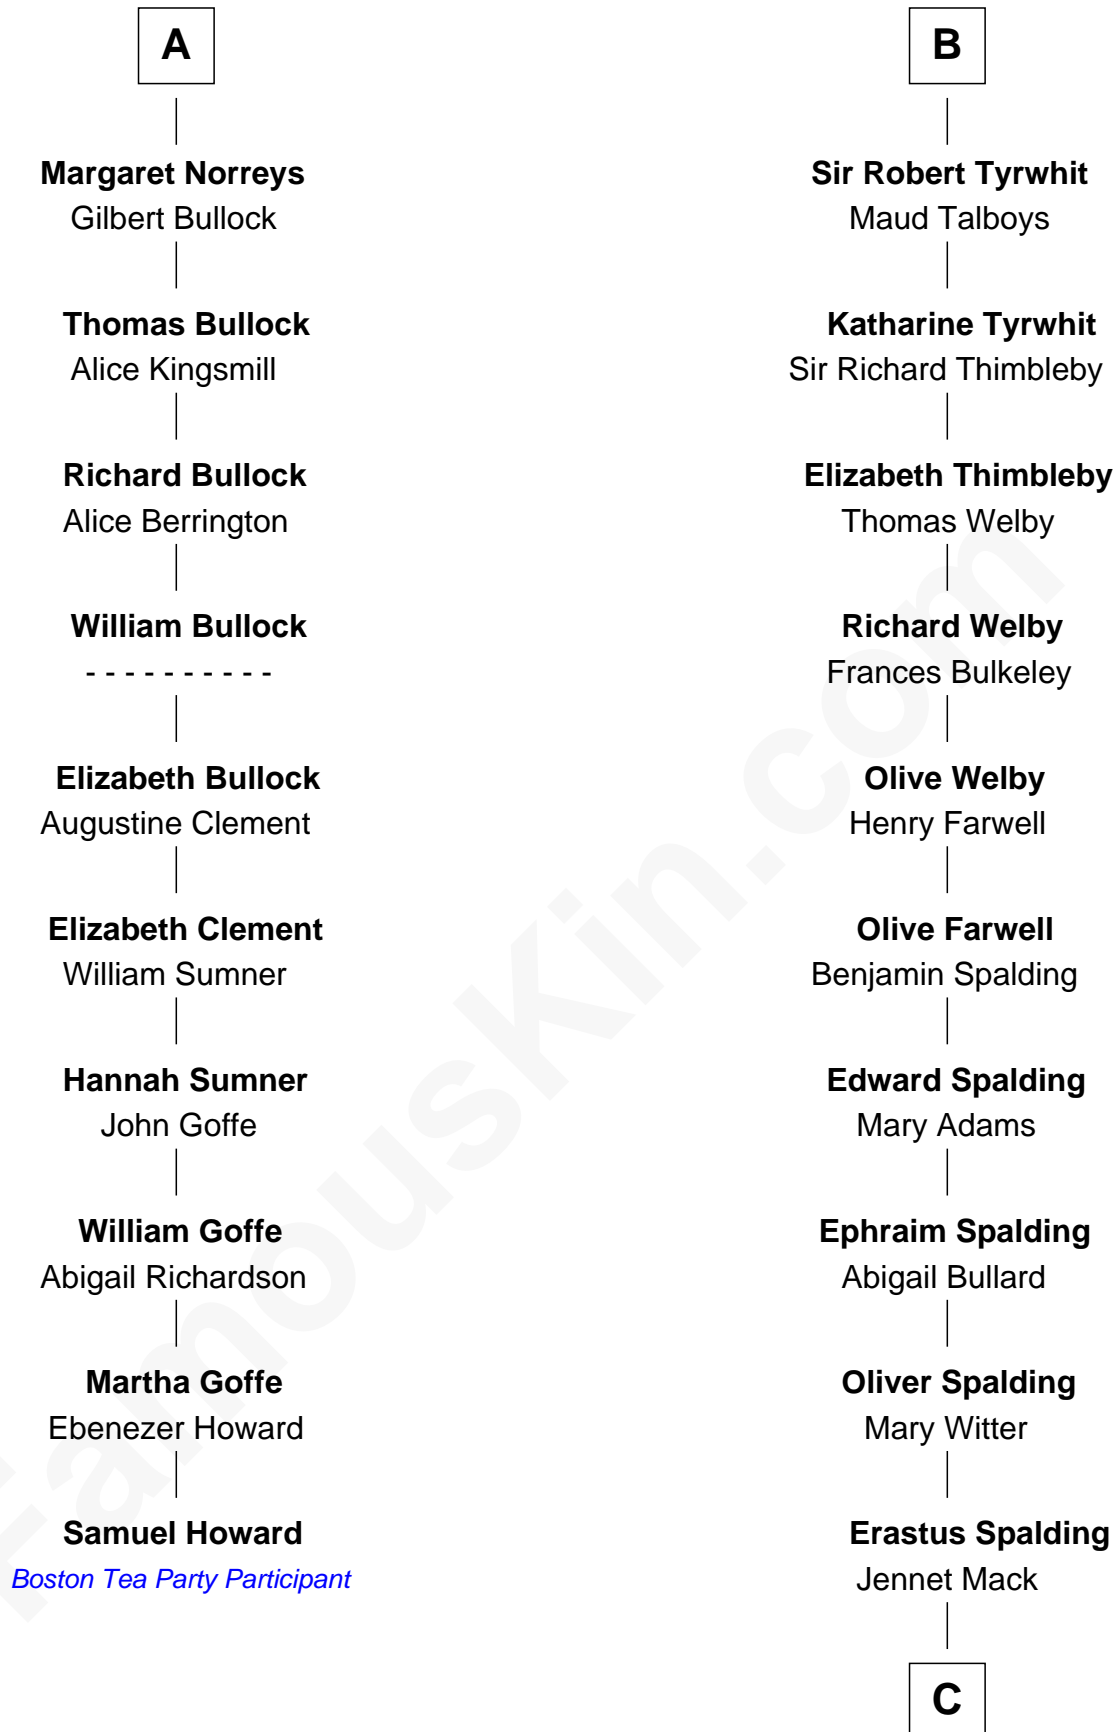 A
Margaret Norreys
Gilbert Bullock
Thomas Bullock
Alice Kingsmill
Richard Bullock
Alice Berrington
William Bullock
- - - - - - - - - -
Elizabeth Bullock
Augustine Clement
Elizabeth Clement
William Sumner
Hannah Sumner
John Goffe
William Goffe
Abigail Richardson
Martha Goffe
Ebenezer Howard
Samuel Howard
Boston Tea Party Participant
B
Sir Robert Tyrwhit
Maud Talboys
Katharine Tyrwhit
Sir Richard Thimbleby
Elizabeth Thimbleby
Thomas Welby
Richard Welby
Frances Bulkeley
Olive Welby
Henry Farwell
Olive Farwell
Benjamin Spalding
Edward Spalding
Mary Adams
Ephraim Spalding
Abigail Bullard
Oliver Spalding
Mary Witter
Erastus Spalding
Jennet Mack
C
FamousKin.com